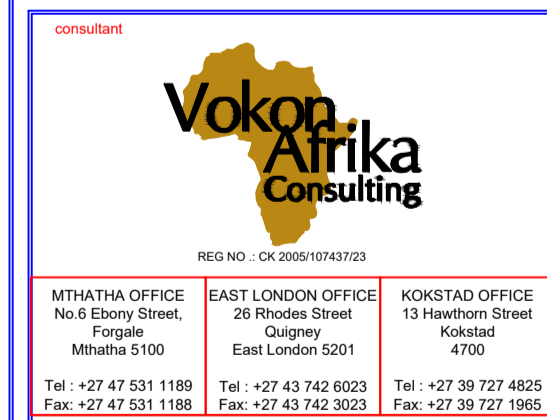 consultant
Vokon
Afrika
Consulting
REG NO .: CK 2005/107437/23
MTHATHA OFFICE
No.6 Ebony Street,
Forgale
Mthatha 5100
Tel : +27 47 531 1189
Fax: +27 47 531 1188
EAST LONDON OFFICE
26 Rhodes Street
Quigney
East London 5201
Tel : +27 43 742 6023
Fax: +27 43 742 3023
KOKSTAD OFFICE
13 Hawthorn Street
Kokstad
4700
Tel : +27 39 727 4825
Fax: +27 39 727 1965